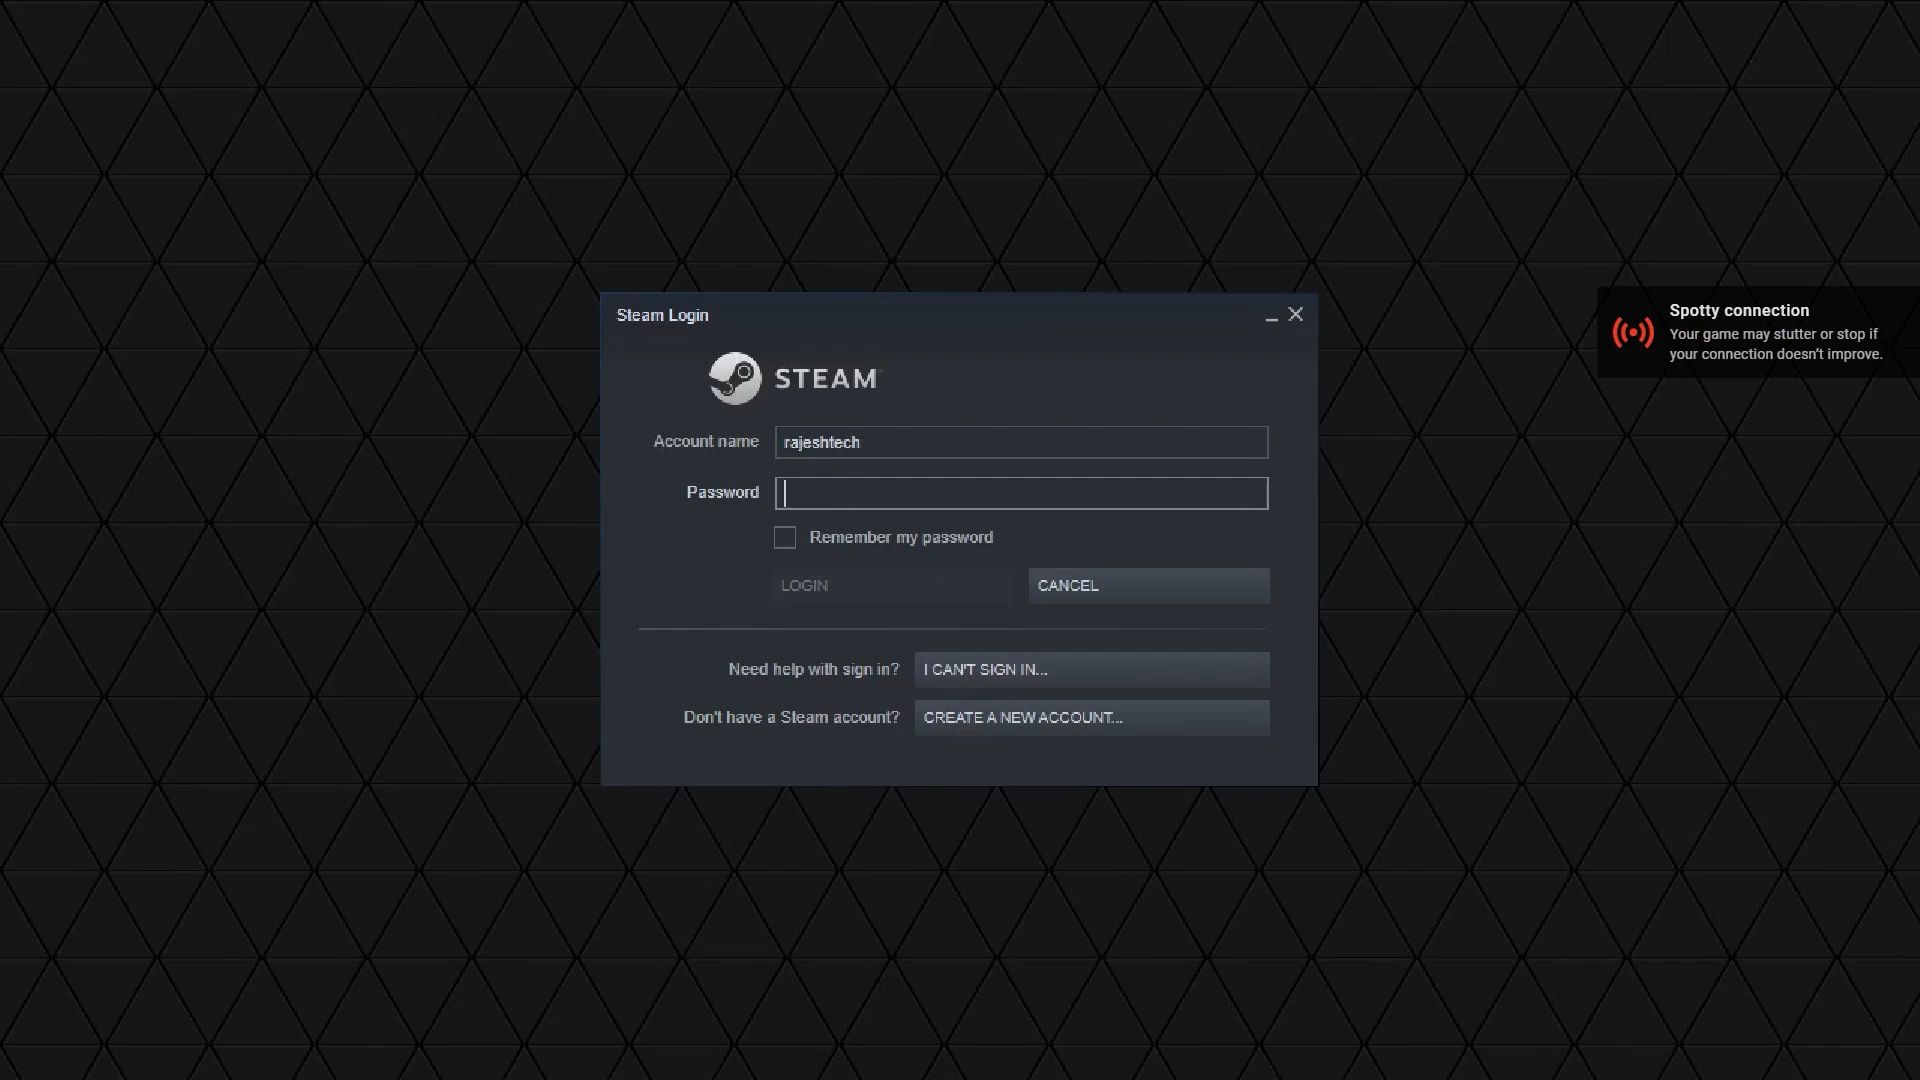 Steam Login
STEAM
Account name rajeshtech
Password
Remember my password
LOGIN CANCEL
Need help with sign in? I CAN'T SIGN IN...
Don't have a Steam account? CREATE A NEW ACCOUNT...
Spotty connection
Your game may stutter or stop if
your connection doesn't improve.